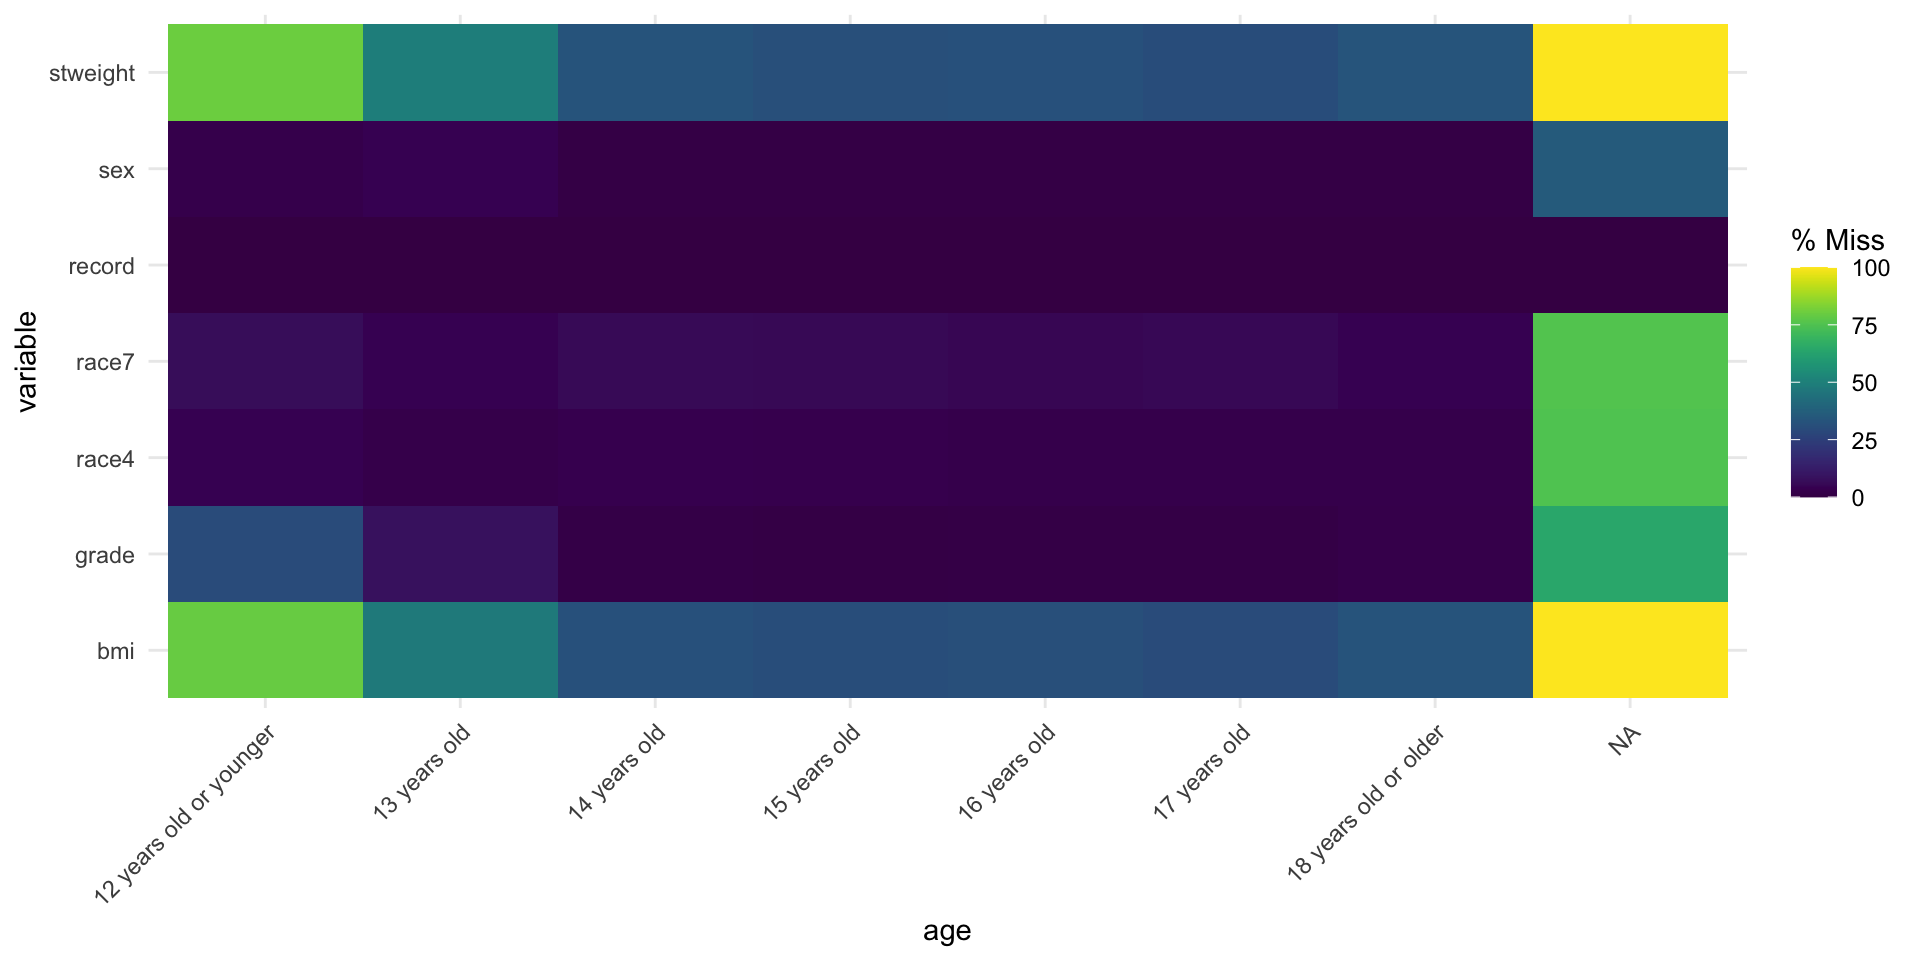 stweight
sex
record
race7
race4
grade
bmi
variable
12 years old or younger
13 years old
14 years old
15 years old
16 years old
17 years old
18 years old or older
NA
age
% Miss
100
75
50
25
0